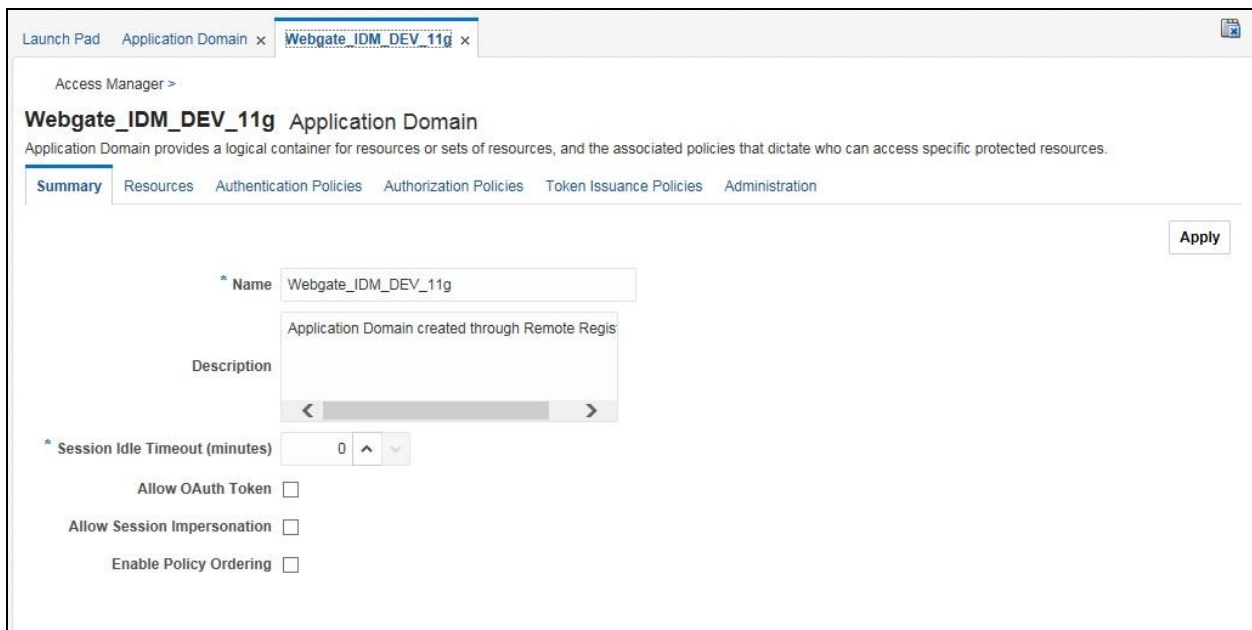 Launch Pad Application Domain × Webgate_IDM_DEV_11g ×
Access Manager >
Webgate_IDM_DEV_11g Application Domain
Application Domain provides a logical container for resources or sets of resources, and the associated policies that dictate who can access specific protected resources.
Summary Resources Authentication Policies Authorization Policies Token Issuance Policies Administration
Apply
* Name Webgate_IDM_DEV_11g
Application Domain created through Remote Regis
Description
* Session Idle Timeout (minutes) 0
Allow OAuth Token
Allow Session Impersonation
Enable Policy Ordering